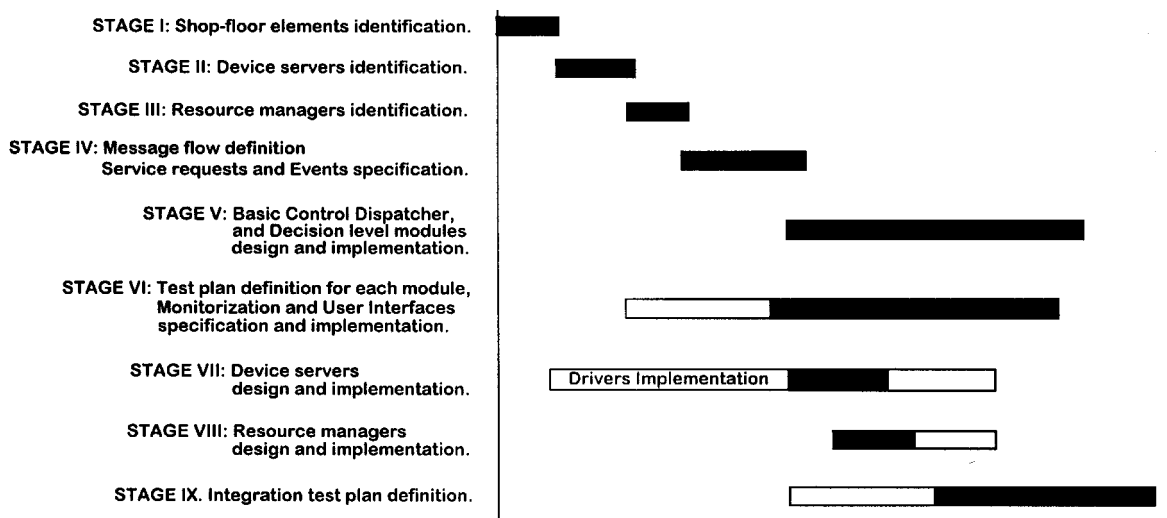 STAGE I: Shop-floor elements identification.
STAGE II: Device servers identification.
STAGE III: Resource managers identification.
STAGE IV: Message flow definition
Service requests and Events specification.
STAGE V: Basic Control Dispatcher,
and Decision level modules
design and implementation.
STAGE VI: Test plan definition for each module,
Monitorization and User Interfaces
specification and implementation.
STAGE VII: Device servers
design and implementation.
Drivers Implementation
STAGE VIII: Resource managers
design and implementation.
STAGE IX. Integration test plan definition.